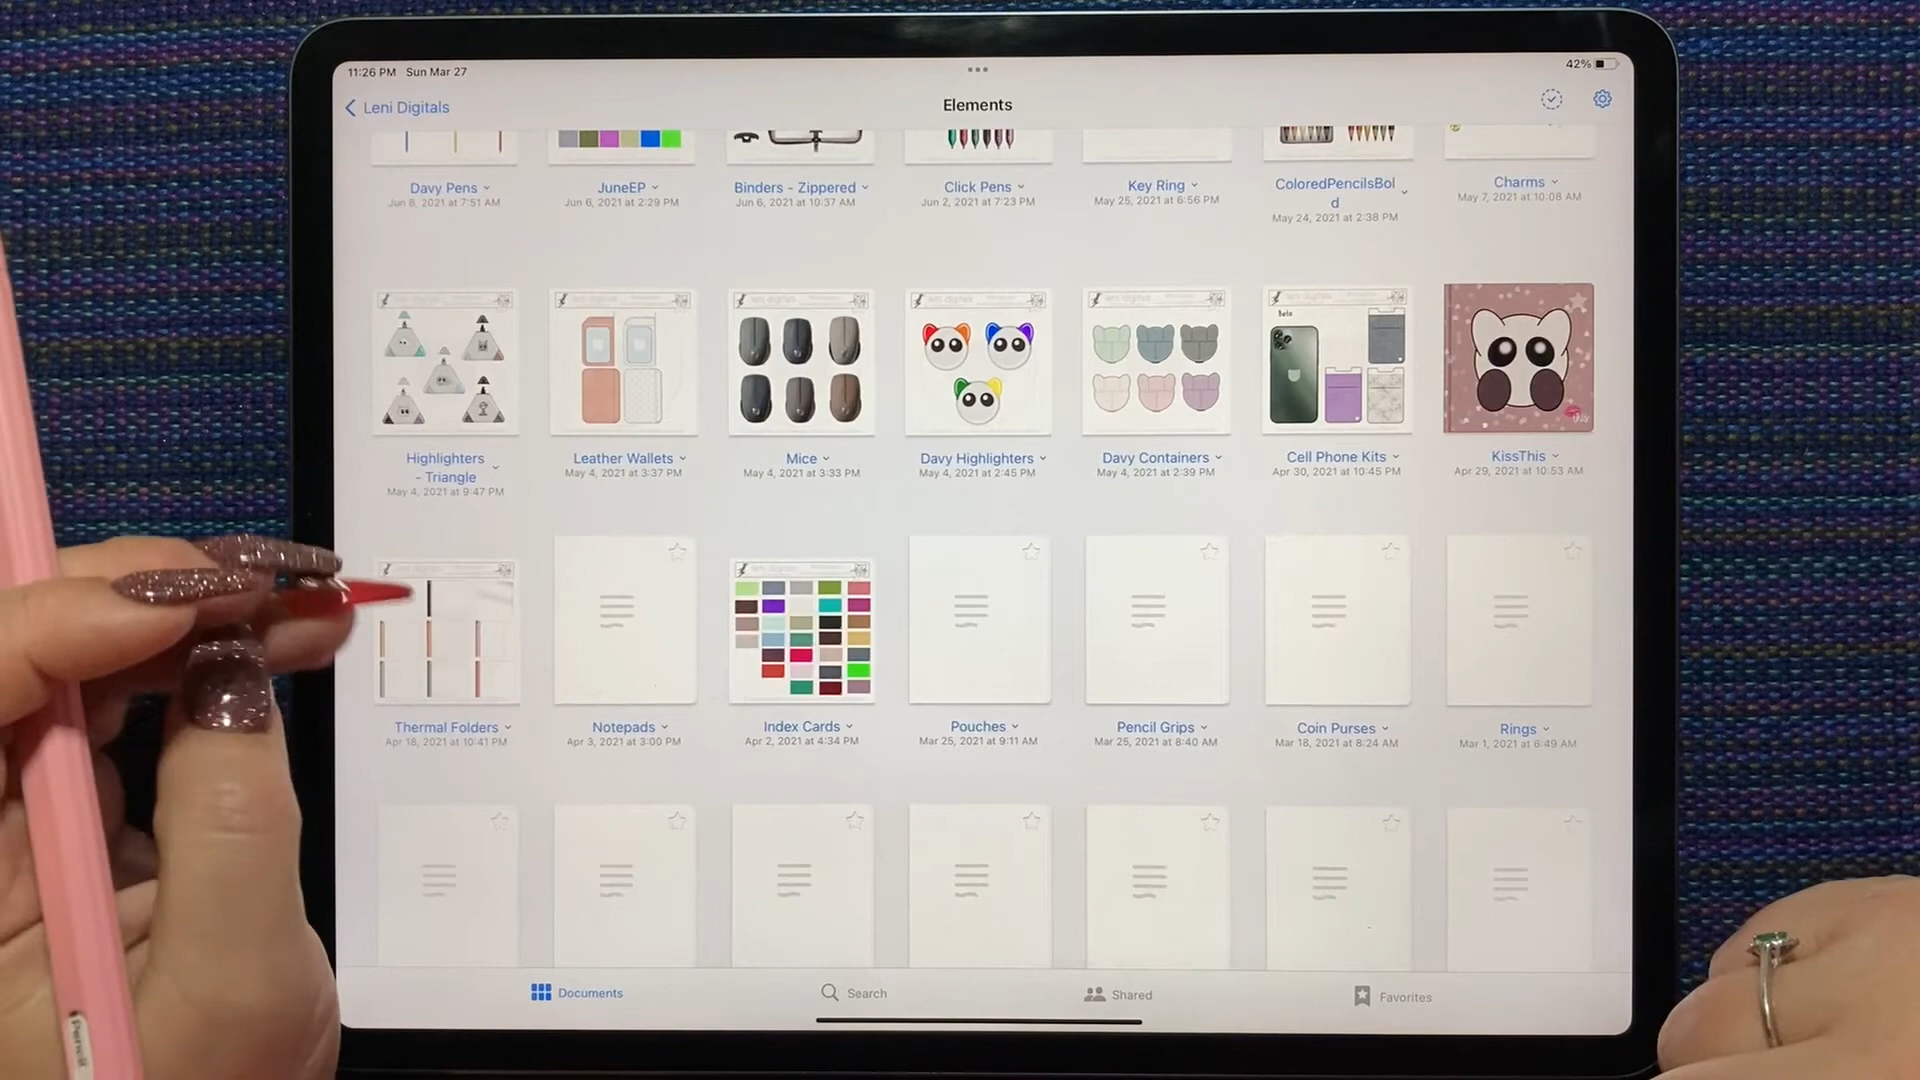 11:26 PM Sun Mar 27
42%
Leni Digitals
Elements
Davy Pens
Jun 8, 2021 at 7:51 AM
JuneEP
Jun 6, 2021 at 2:29 PM
Binders - Zippered
Jun 6, 2021 at 10:37 AM
Click Pens
Jun 2, 2021 at 7:23 PM
Key Ring
May 25, 2021 at 6:56 PM
ColoredPencilsBol
d
May 24, 2021 at 2:38 PM
Charms
May 7, 2021 at 10:08 AM
Highlighters
- Triangle
May 4, 2021 at 9:47 PM
Leather Wallets
May 4, 2021 at 3:37 PM
Mice
May 4, 2021 at 3:33 PM
Davy Highlighters
May 4, 2021 at 2:45 PM
Davy Containers
May 4, 2021 at 2:39 PM
Cell Phone Kits
Apr 30, 2021 at 10:45 PM
KissThis
Apr 29, 2021 at 10:53 AM
Thermal Folders
Apr 18, 2021 at 10:41 PM
Notepads
Apr 3, 2021 at 3:00 PM
Index Cards
Apr 2, 2021 at 4:34 PM
Pouches
Mar 25, 2021 at 9:11 AM
Pencil Grips
Mar 25, 2021 at 8:40 AM
Coin Purses
Mar 18, 2021 at 8:24 AM
Rings
Mar 1, 2021 at 6:49 AM
Documents
Search
Shared
Favorites
Pencil